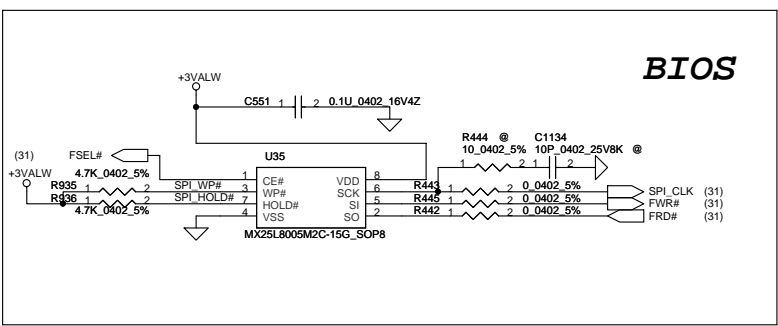 BIOS
+3VALW
C551 1 2 0.1U_0402_16V4Z
R444 @ C1134
10_0402_5% 10P_0402_25V8K @
1 2 1 2
(31) FSEL# U35
+3VALW 4.7K_0402_5% 1 CE# VDD 8
R935 1 2 SPI_WP# 3 WP# SCK 6 R443 1 2 0_0402_5% SPI_CLK (31)
R936 1 2 SPI_HOLD# 7 HOLD# SI 5 R445 1 2 0_0402_5% FWR# (31)
4.7K_0402_5% 4 VSS SO 2 R442 1 2 0_0402_5% FRD# (31)
MX25L8005M2C-15G_SOP8